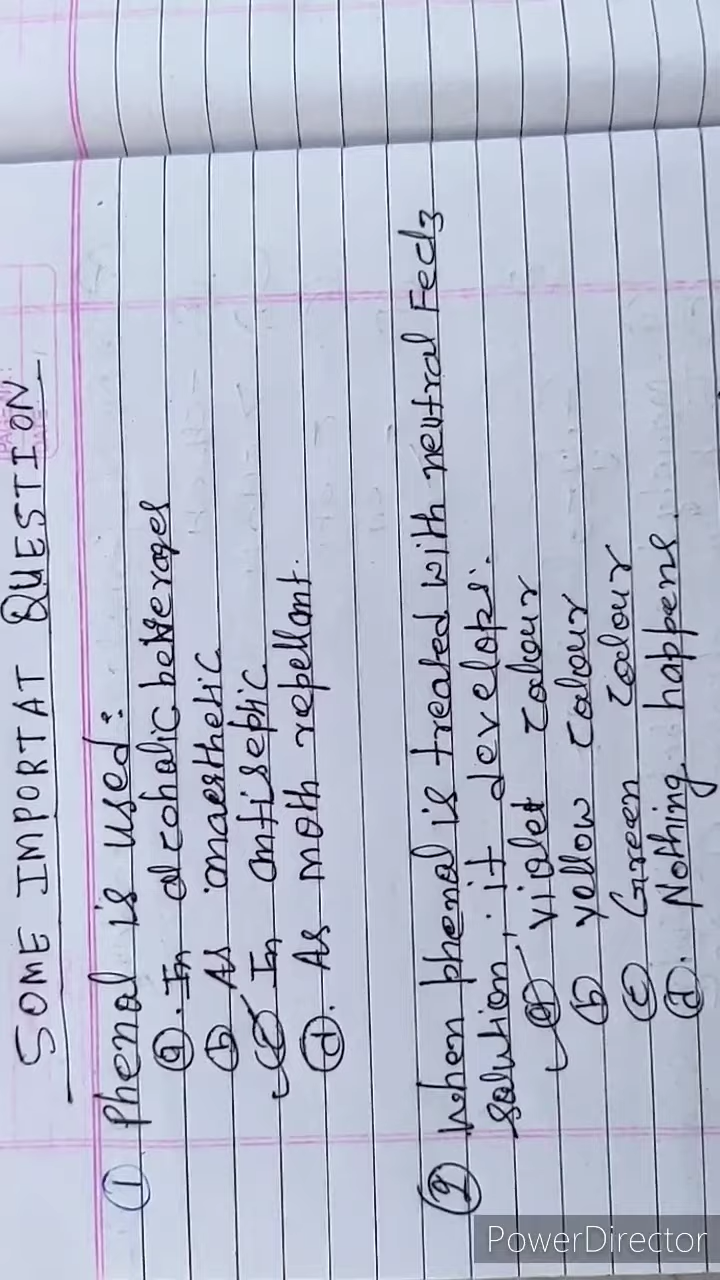 SOME IMPORTAT QUESTION
① Phenol is used:
ⓐ. In alcoholic beverages
ⓑ As anaesthetic
ⓒ In antiseptic
ⓓ. As moth repellant.
② When phenol is treated with neutral Fecl3
solution, it develops:
ⓐ violet colour
ⓑ yellow colour
ⓒ Green colour
ⓓ. Nothing happens.
PowerDirector